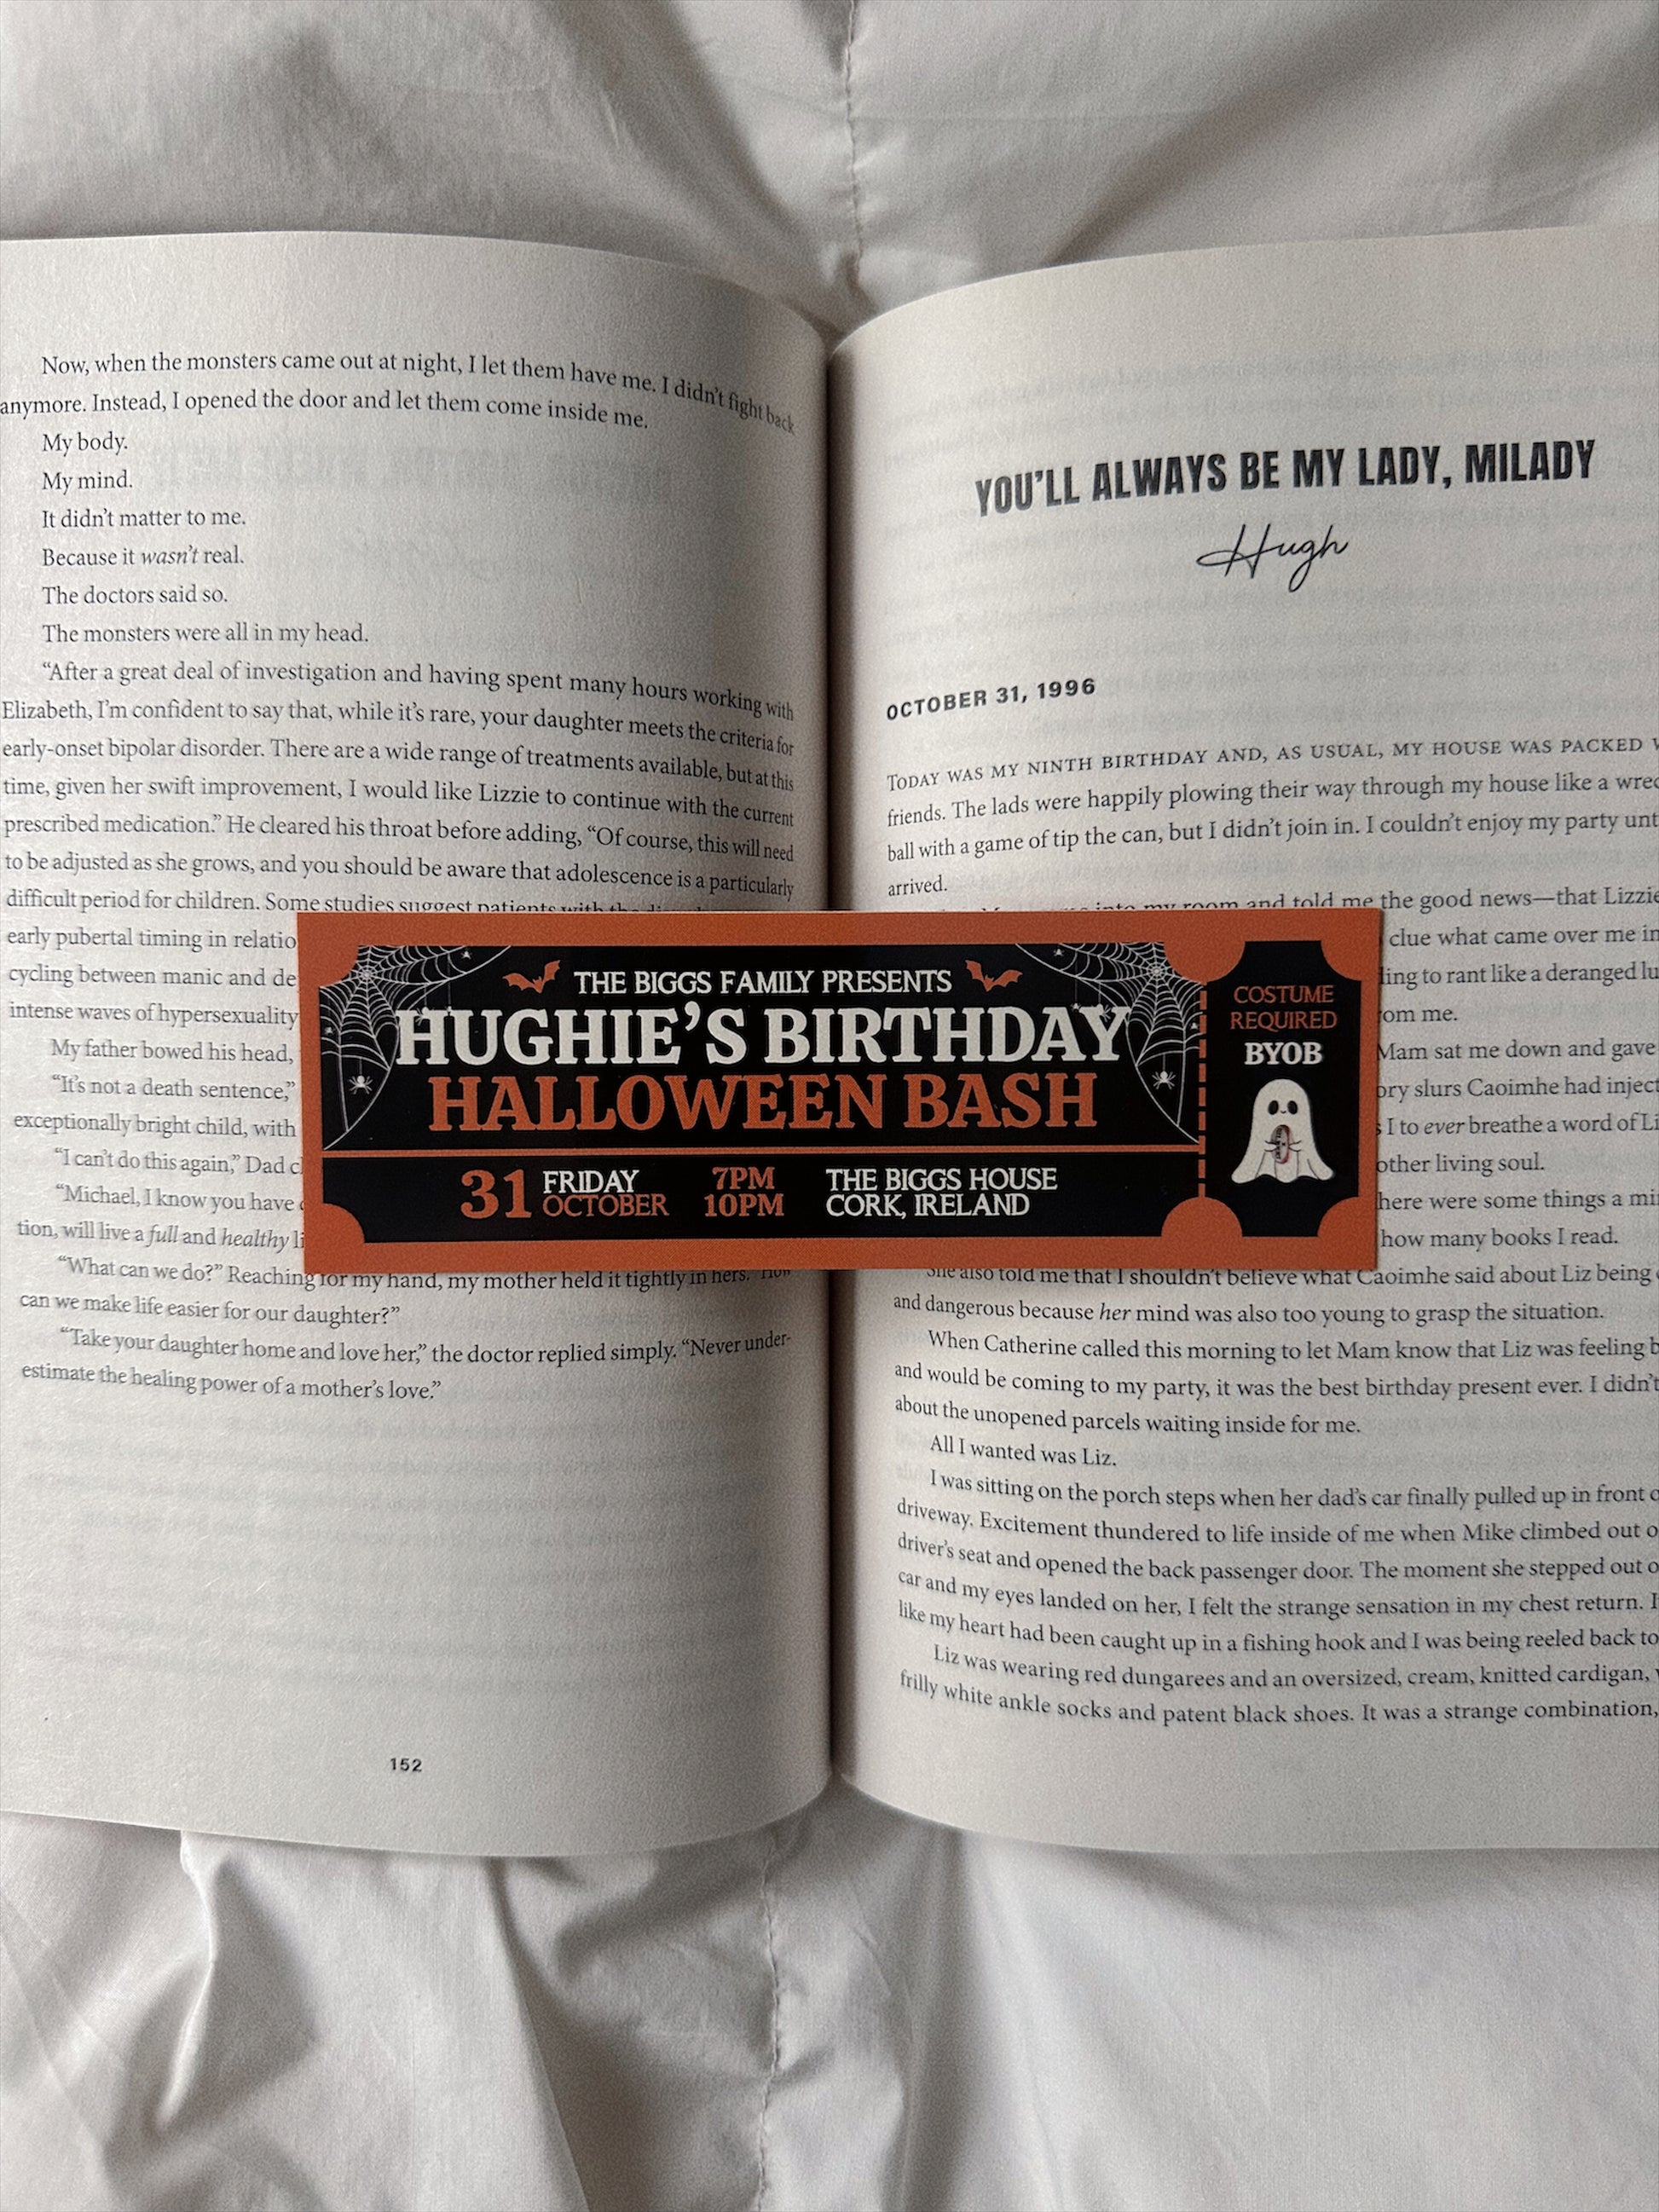 Now, when the monsters came out at night, I let them have me. I didn't fight back
anymore. Instead, I opened the door and let them come inside me.
My body.
My mind.
It didn't matter to me.
Because it wasn't real.
The doctors said so.
The monsters were all in my head.
“After a great deal of investigation and having spent many hours working with
Elizabeth, I'm confident to say that, while it's rare, your daughter meets the criteria for
early-onset bipolar disorder. There are a wide range of treatments available, but at this
time, given her swift improvement, I would like Lizzie to continue with the current
prescribed medication.” He cleared his throat before adding, “Of course, this will need
to be adjusted as she grows, and you should be aware that adolescence is a particularly
difficult period for children. Some studies suggest patients with the
early pubertal timing in relatio
cycling between manic and de
intense waves of hypersexuality
My father bowed his head,
“It's not a death sentence,”
exceptionally bright child, with
“I can't do this again,” Dad c
“Michael, I know you have
tion, will live a full and healthy li
“What can we do?” Reaching for my hand, my mother held it tightly in hers. “How
can we make life easier for our daughter?”
“Take your daughter home and love her,” the doctor replied simply. “Never under-
estimate the healing power of a mother's love.”
152
YOU'LL ALWAYS BE MY LADY, MILADY
Hugh
OCTOBER 31, 1996
TODAY WAS MY NINTH BIRTHDAY AND, AS USUAL, MY HOUSE WAS PACKED W
friends. The lads were happily plowing their way through my house like a wrec
ball with a game of tip the can, but I didn't join in. I couldn't enjoy my party unt
arrived.
into my room and told me the good news—that Lizzie
clue what came over me in
ling to rant like a deranged lu
om me.
Mam sat me down and gave
ory slurs Caoimhe had inject
I to ever breathe a word of Li
other living soul.
here were some things a mi
how many books I read.
She also told me that I shouldn't believe what Caoimhe said about Liz being
and dangerous because her mind was also too young to grasp the situation.
When Catherine called this morning to let Mam know that Liz was feeling b
and would be coming to my party, it was the best birthday present ever. I didn't
about the unopened parcels waiting inside for me.
All I wanted was Liz.
I was sitting on the porch steps when her dad's car finally pulled up in front o
driveway. Excitement thundered to life inside of me when Mike climbed out o
driver's seat and opened the back passenger door. The moment she stepped out o
car and my eyes landed on her, I felt the strange sensation in my chest return. I
like my heart had been caught up in a fishing hook and I was being reeled back to
Liz was wearing red dungarees and an oversized, cream, knitted cardigan,
frilly white ankle socks and patent black shoes. It was a strange combination,
THE BIGGS FAMILY PRESENTS
HUGHIE'S BIRTHDAY
HALLOWEEN BASH
31 FRIDAY OCTOBER
7PM
10PM
THE BIGGS HOUSE
CORK, IRELAND
COSTUME
REQUIRED
BYOB